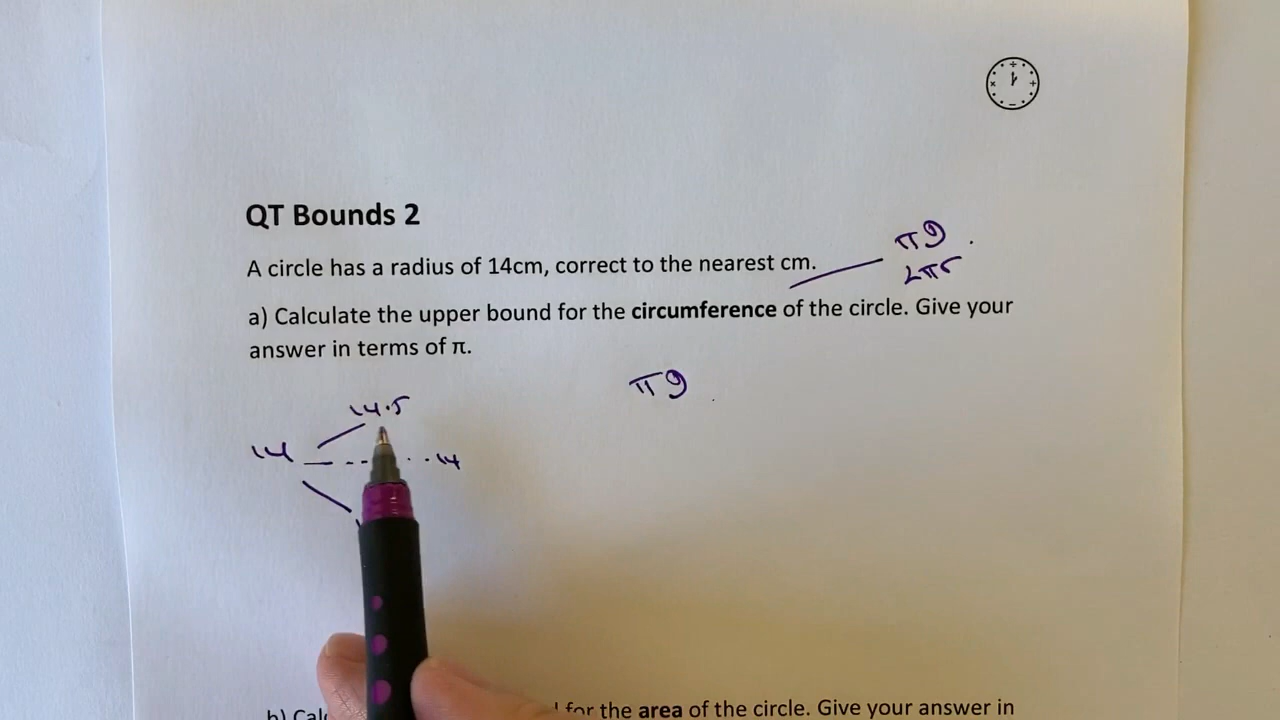 QT Bounds 2
A circle has a radius of 14cm, correct to the nearest cm.
πd
2πr
a) Calculate the upper bound for the circumference of the circle. Give your
answer in terms of π.
πd
14.5
14
14
for the area of the circle. Give your answer in